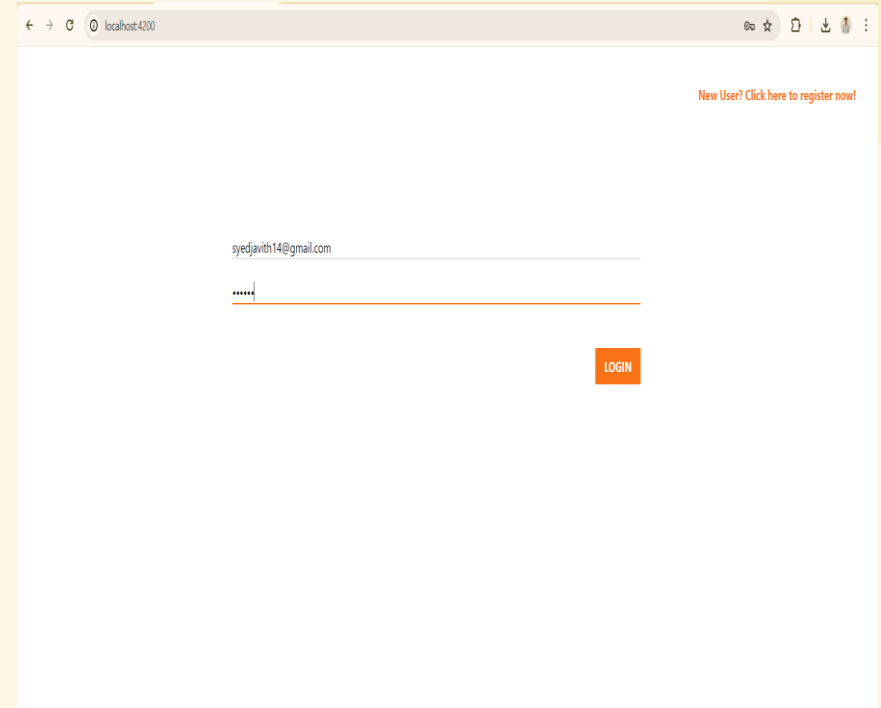 localhost:4200
New User? Click here to register now!
syedjavith14@gmail.com
••••••
LOGIN